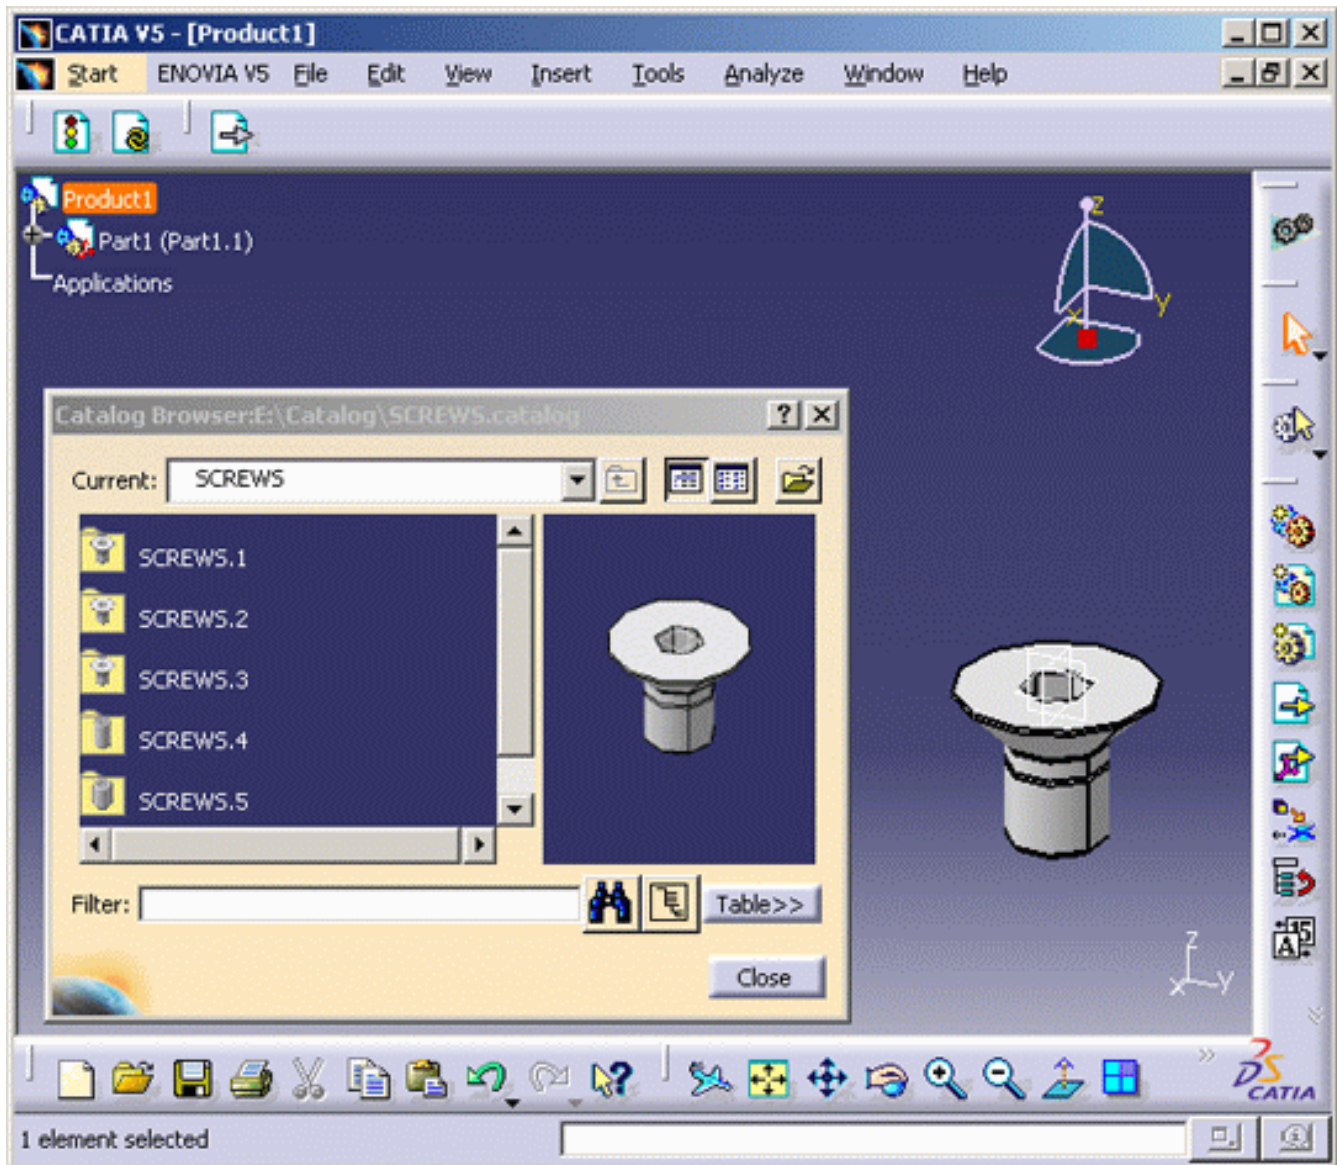 CATIA V5 - [Product1]
Start ENOVIA V5 File Edit View Insert Tools Analyze Window Help
Product1
Part1 (Part1.1)
Applications
z
y
x
Catalog Browser:E:\Catalog\SCREWS.catalog
Current: SCREWS
SCREWS.1
SCREWS.2
SCREWS.3
SCREWS.4
SCREWS.5
Filter:
Table>>
Close
15
A
z
x y
DS
CATIA
1 element selected